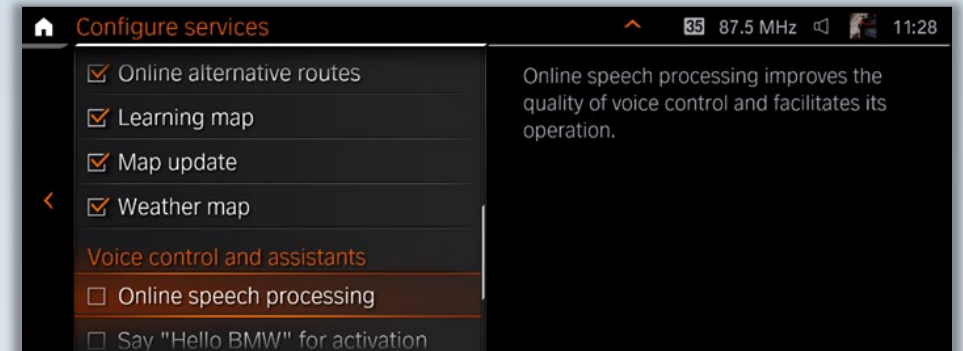 Configure services
35 87.5 MHz 11:28
Online alternative routes
Learning map
Map update
Weather map
Voice control and assistants
Online speech processing
Say "Hello BMW" for activation
Online speech processing improves the
quality of voice control and facilitates its
operation.